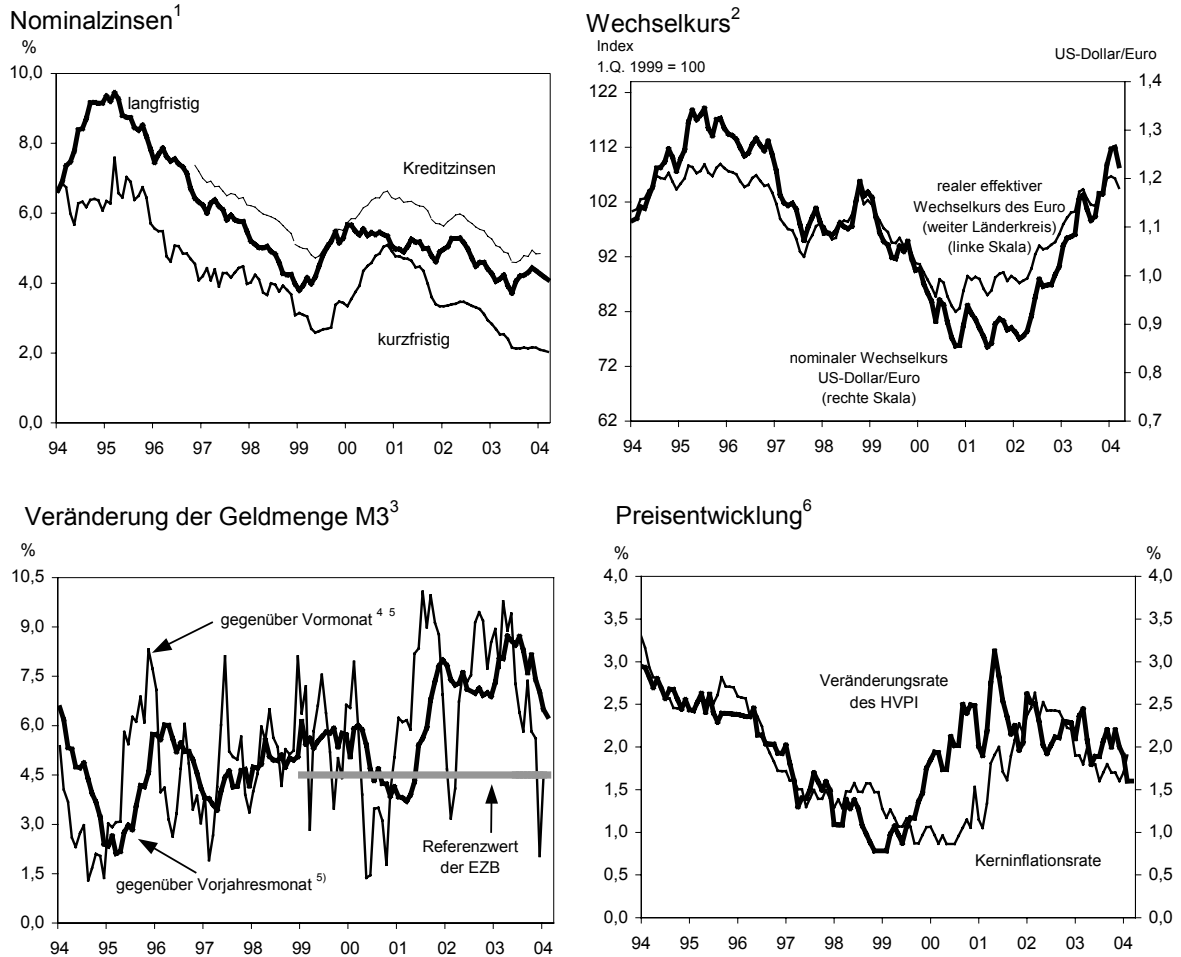 Nominalzinsen¹
%
10,0
8,0
6,0
4,0
2,0
0,0
langfristig
Kreditzinsen
kurzfristig
94 95 96 97 98 99 00 01 02 03 04
Wechselkurs²
Index
1.Q. 1999 = 100
US-Dollar/Euro
122
112
102
92
82
72
62
1,4
1,3
1,2
1,1
1,0
0,9
0,8
0,7
realer effektiver
Wechselkurs des Euro
(weiter Länderkreis)
(linke Skala)
nominaler Wechselkurs
US-Dollar/Euro
(rechte Skala)
94 95 96 97 98 99 00 01 02 03 04
Veränderung der Geldmenge M3³
%
10,5
9,0
7,5
6,0
4,5
3,0
1,5
0,0
gegenüber Vormonat ⁴ ⁵
Referenzwert
der EZB
gegenüber Vorjahresmonat ⁵⁾
94 95 96 97 98 99 00 01 02 03 04
Preisentwicklung⁶
% %
4,0 4,0
3,5 3,5
3,0 3,0
2,5 2,5
2,0 2,0
1,5 1,5
1,0 1,0
0,5 0,5
0,0 0,0
Veränderungsrate
des HVPI
Kerninflationsrate
94 95 96 97 98 99 00 01 02 03 04